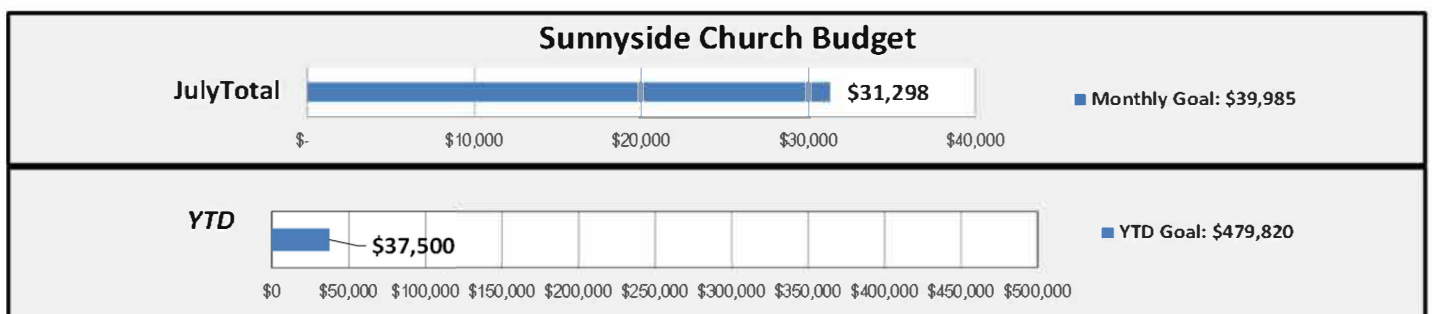 Sunnyside Church Budget
JulyTotal
$31,298
Monthly Goal: $39,985
$- $10,000 $20,000 $30,000 $40,000
YTD
$37,500
YTD Goal: $479,820
$0 $50,000 $100,000 $150,000 $200,000 $250,000 $300,000 $350,000 $400,000 $450,000 $500,000